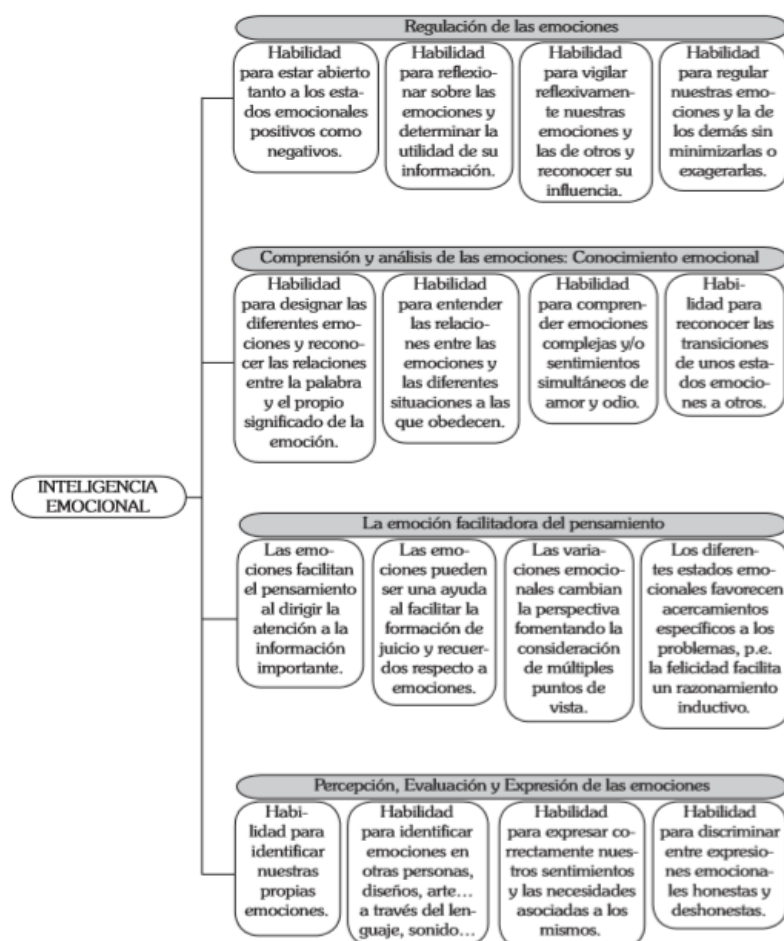 Regulación de las emociones
Habilidad
para estar abierto
tanto a los esta-
dos emocionales
positivos como
negativos.
Habilidad
para reflexio-
nar sobre las
emociones y
determinar la
utilidad de su
información.
Habilidad
para vigilar
reflexivamen-
te nuestras
emociones y
las de otros y
reconocer su
influencia.
Habilidad
para regular
nuestras emo-
ciones y la de
los demás sin
minimizarlas o
exagerarlas.
Comprensión y análisis de las emociones: Conocimiento emocional
Habilidad
para designar las
diferentes emo-
ciones y recono-
cer las relaciones
entre la palabra
y el propio
significado de la
emoción.
Habilidad
para entender
las relacio-
nes entre las
emociones y
las diferentes
situaciones a las
que obedecen.
Habilidad
para compren-
der emociones
complejas y/o
sentimientos
simultáneos de
amor y odio.
Habi-
lidad para
reconocer las
transiciones
de unos esta-
dos emocio-
nes a otros.
INTELIGENCIA
EMOCIONAL
La emoción facilitadora del pensamiento
Las emo-
ciones facilitan
el pensamiento
al dirigir la
atención a la
información
importante.
Las emo-
ciones pueden
ser una ayuda
al facilitar la
formación de
juicio y recuer-
dos respecto a
emociones.
Las varia-
ciones emocio-
nales cambian
la perspectiva
fomentando la
consideración
de múltiples
puntos de
vista.
Los diferen-
tes estados emo-
cionales favorecen
acercamientos
específicos a los
problemas, p.e.
la felicidad facilita
un razonamiento
inductivo.
Percepción, Evaluación y Expresión de las emociones
Habi-
lidad para
identificar
nuestras
propias
emociones.
Habilidad
para identificar
emociones en
otras personas,
diseños, arte...
a través del len-
guaje, sonido...
Habilidad
para expresar co-
rrectamente nues-
tros sentimientos
y las necesidades
asociadas a los
mismos.
Habilidad
para discriminar
entre expresio-
nes emociona-
les honestas y
deshonestas.